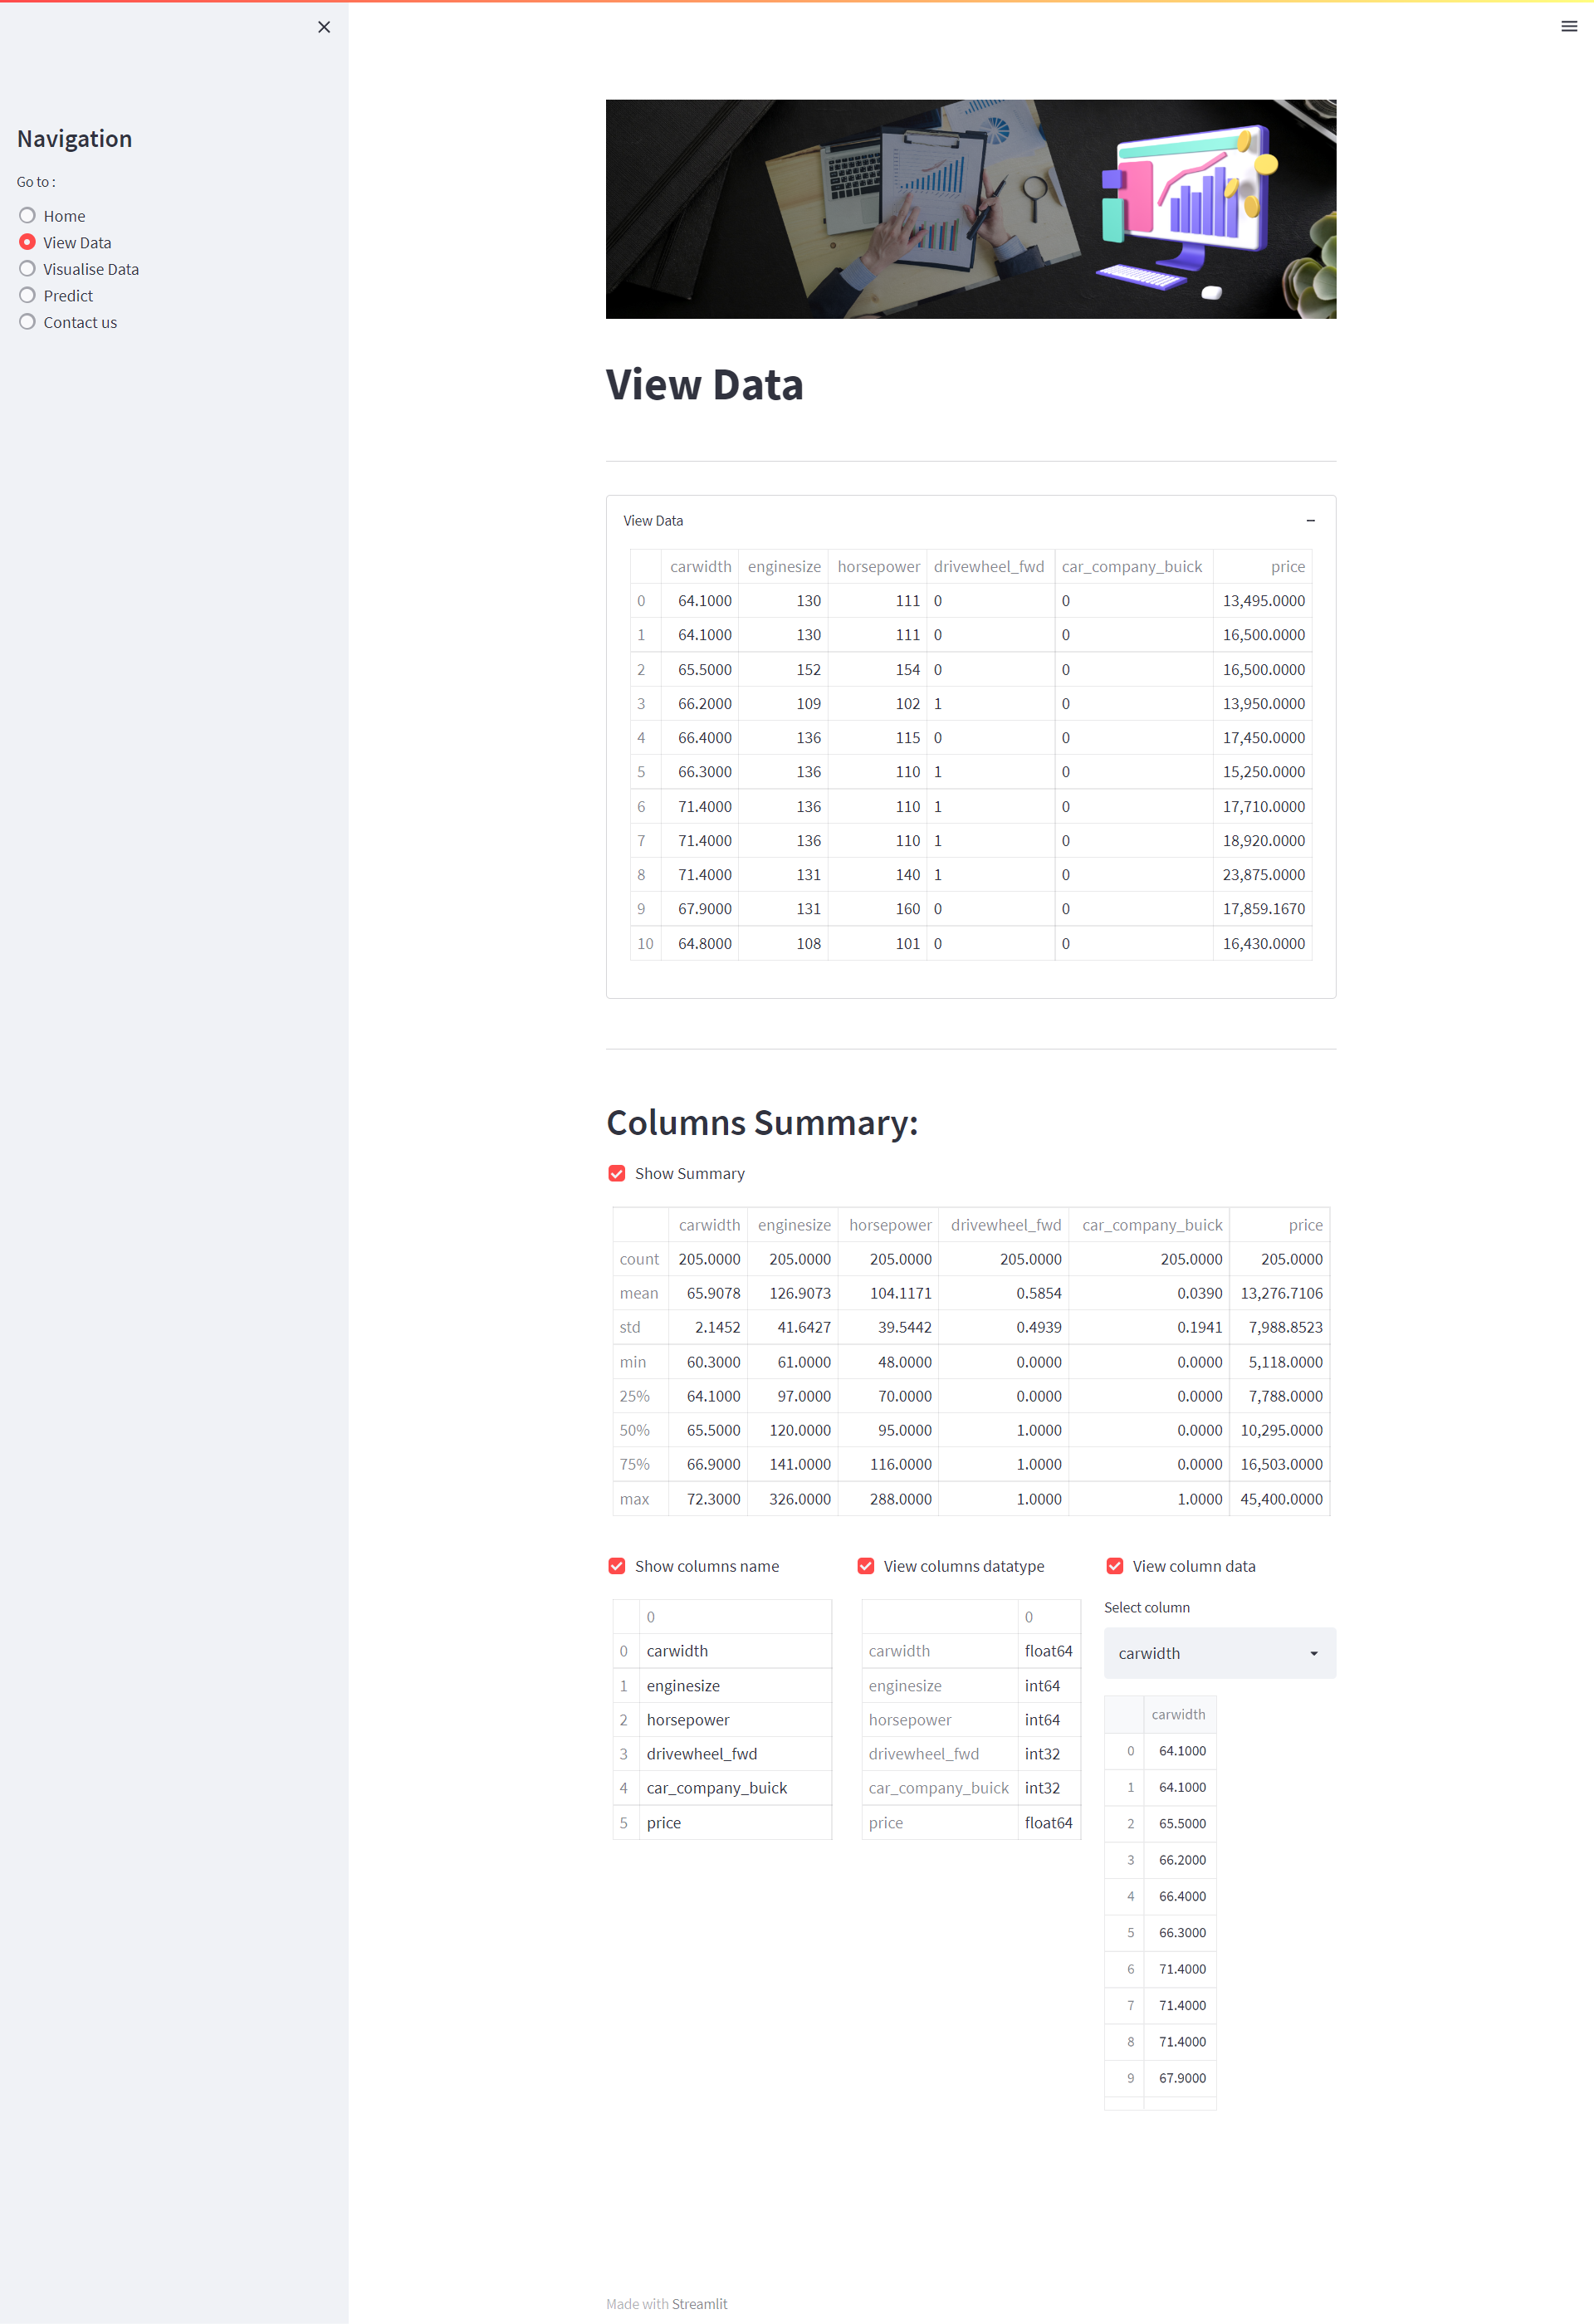 Navigation
Go to :
Home
View Data
Visualise Data
Predict
Contact us
View Data
View Data
carwidth enginesize horsepower drivewheel_fwd car_company_buick price
0 64.1000 130 111 0 0 13,495.0000
1 64.1000 130 111 0 0 16,500.0000
2 65.5000 152 154 0 0 16,500.0000
3 66.2000 109 102 1 0 13,950.0000
4 66.4000 136 115 0 0 17,450.0000
5 66.3000 136 110 1 0 15,250.0000
6 71.4000 136 110 1 0 17,710.0000
7 71.4000 136 110 1 0 18,920.0000
8 71.4000 131 140 1 0 23,875.0000
9 67.9000 131 160 0 0 17,859.1670
10 64.8000 108 101 0 0 16,430.0000
Columns Summary:
Show Summary
carwidth enginesize horsepower drivewheel_fwd car_company_buick price
count 205.0000 205.0000 205.0000 205.0000 205.0000 205.0000
mean 65.9078 126.9073 104.1171 0.5854 0.0390 13,276.7106
std 2.1452 41.6427 39.5442 0.4939 0.1941 7,988.8523
min 60.3000 61.0000 48.0000 0.0000 0.0000 5,118.0000
25% 64.1000 97.0000 70.0000 0.0000 0.0000 7,788.0000
50% 65.5000 120.0000 95.0000 1.0000 0.0000 10,295.0000
75% 66.9000 141.0000 116.0000 1.0000 0.0000 16,503.0000
max 72.3000 326.0000 288.0000 1.0000 1.0000 45,400.0000
Show columns name
0
0 carwidth
1 enginesize
2 horsepower
3 drivewheel_fwd
4 car_company_buick
5 price
View columns datatype
0
carwidth float64
enginesize int64
horsepower int64
drivewheel_fwd int32
car_company_buick int32
price float64
View column data
Select column
carwidth
carwidth
0 64.1000
1 64.1000
2 65.5000
3 66.2000
4 66.4000
5 66.3000
6 71.4000
7 71.4000
8 71.4000
9 67.9000
Made with Streamlit